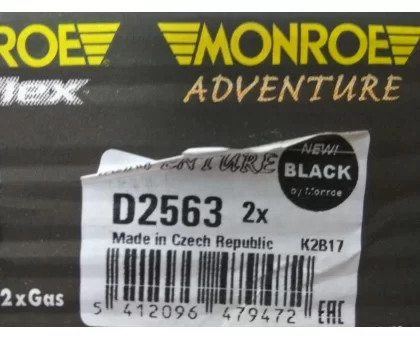 ROE MONROE
lex ADVENTURE
VENTURE
NEW!
BLACK
by Monroe
D2563 2x
Made in Czech Republic K2B17
2xGas
5 412096 479472 EAC